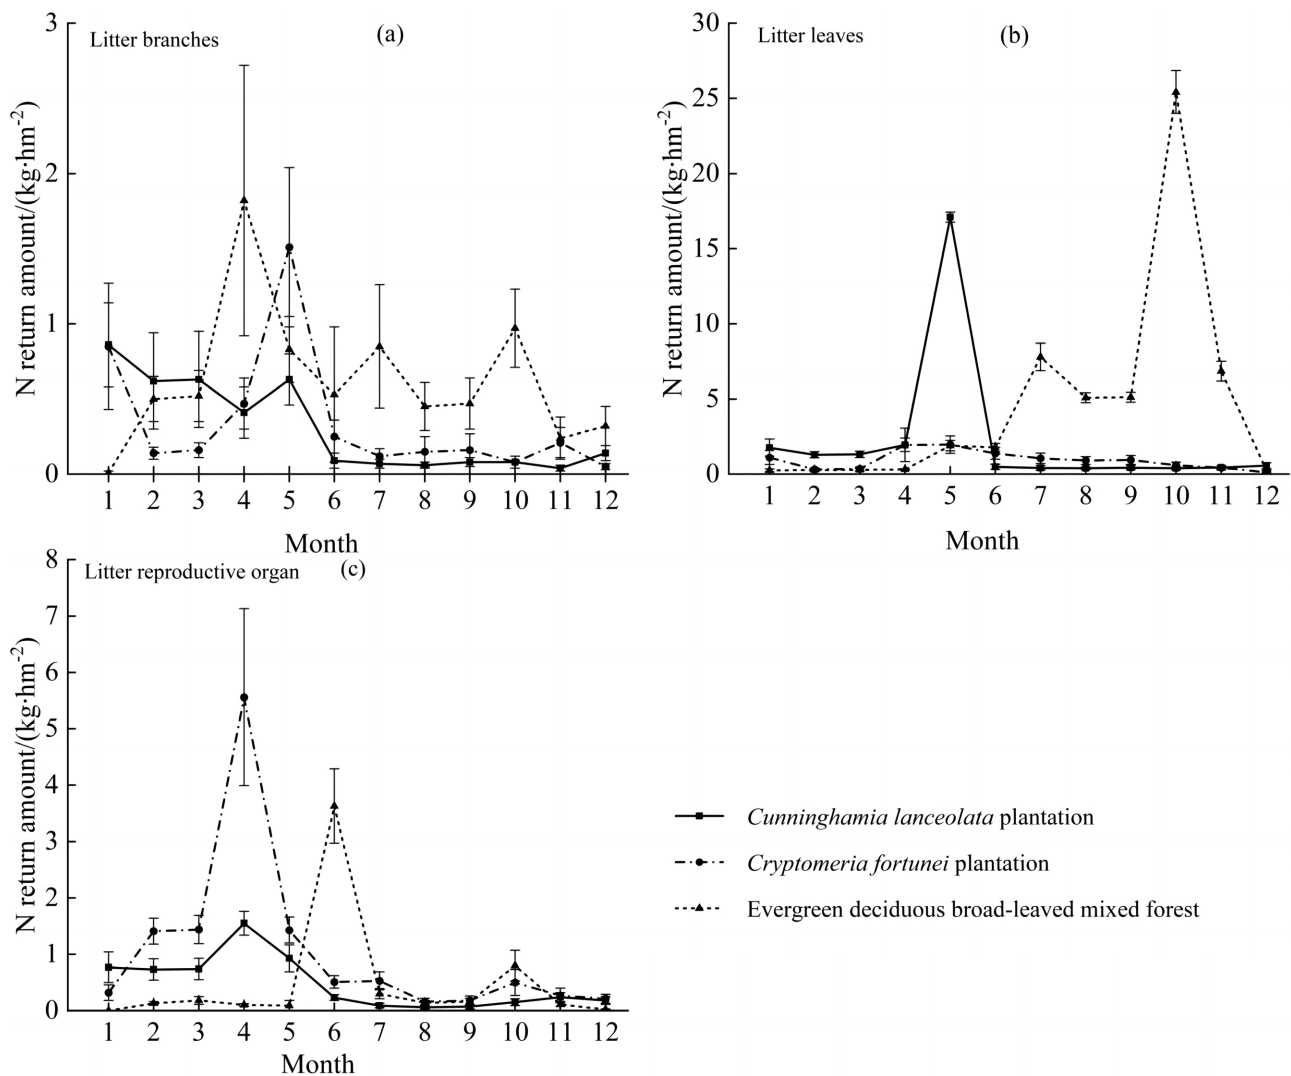 Litter branches (a)
3
2
1
0
N return amount/(kg·hm-2)
1 2 3 4 5 6 7 8 9 10 11 12
Month
Litter leaves (b)
30
25
20
15
10
5
0
N return amount/(kg·hm-2)
1 2 3 4 5 6 7 8 9 10 11 12
Month
Litter reproductive organ (c)
8
7
6
5
4
3
2
1
0
N return amount/(kg·hm-2)
1 2 3 4 5 6 7 8 9 10 11 12
Month
Cunninghamia lanceolata plantation
Cryptomeria fortunei plantation
Evergreen deciduous broad-leaved mixed forest